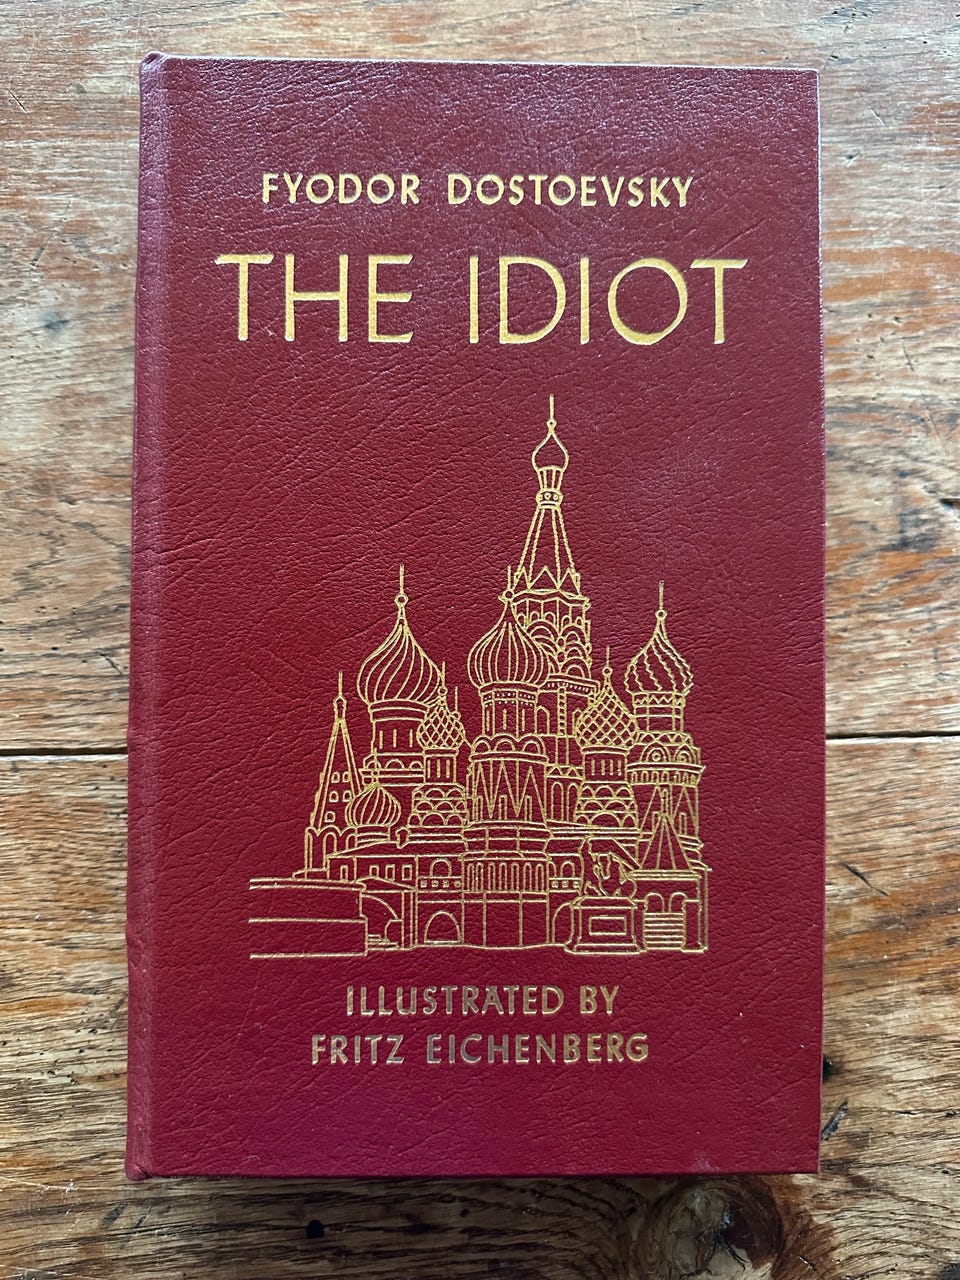 FYODOR DOSTOEVSKY
THE IDIOT
ILLUSTRATED BY
FRITZ EICHENBERG